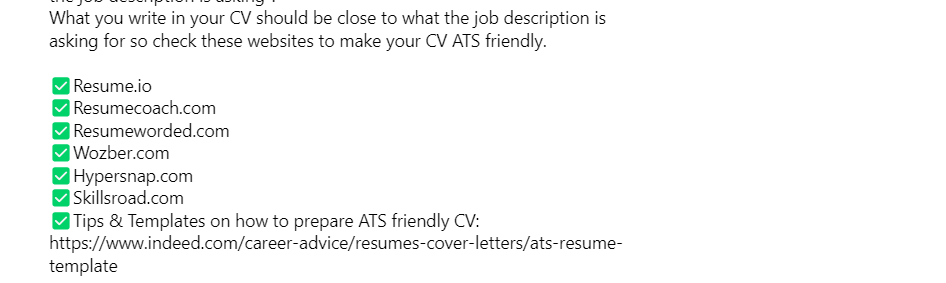 What you write in your CV should be close to what the job description is
asking for so check these websites to make your CV ATS friendly.
✅Resume.io
✅Resumecoach.com
✅Resumeworded.com
✅Wozber.com
✅Hypersnap.com
✅Skillsroad.com
✅Tips & Templates on how to prepare ATS friendly CV:
https://www.indeed.com/career-advice/resumes-cover-letters/ats-resume-
template